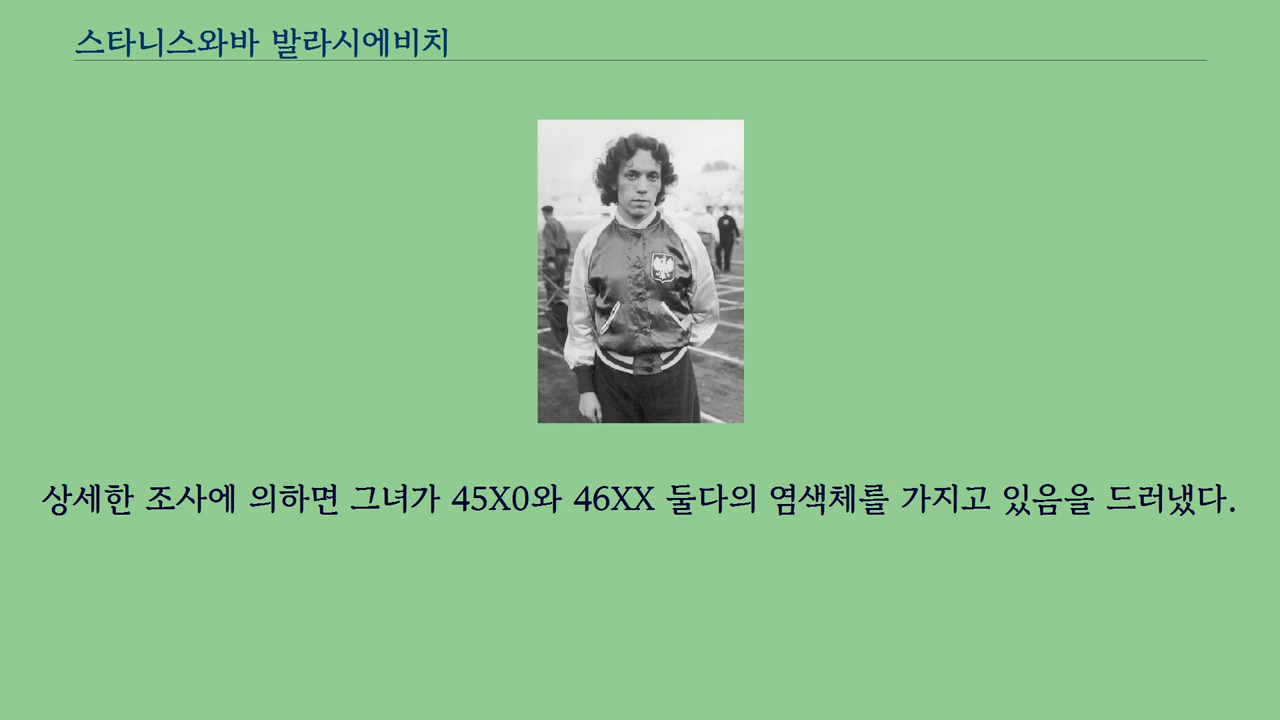 스타니스와바 발라시에비치
상세한 조사에 의하면 그녀가 45X0와 46XX 둘다의 염색체를 가지고 있음을 드러냈다.